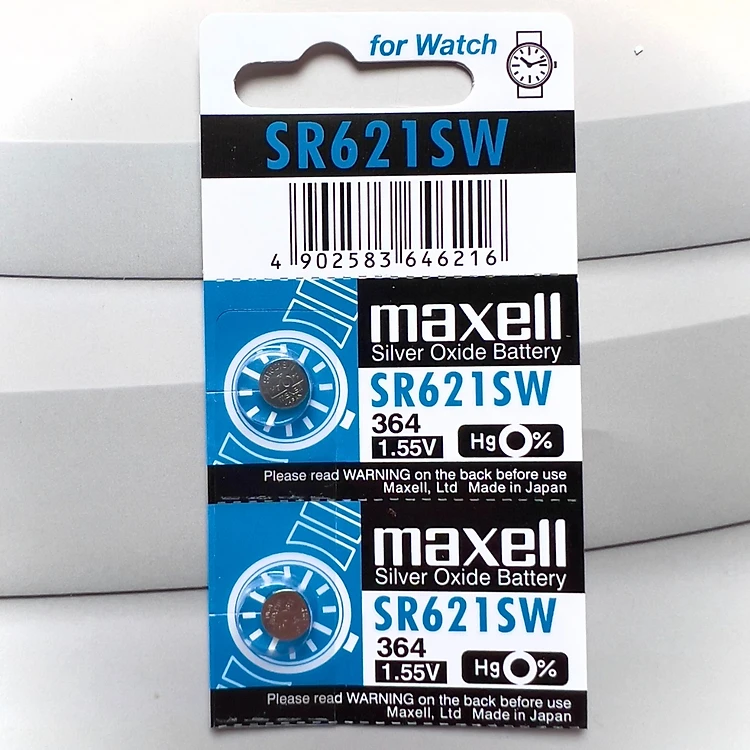 for Watch
SR621SW
4 902583 646216
maxell
Silver Oxide Battery
SR621SW
364
1.55V
Hg 0%
Please read WARNING on the back before use
Maxell, Ltd Made in Japan
maxell
Silver Oxide Battery
SR621SW
364
1.55V
Hg 0%
Please read WARNING on the back before use
Maxell, Ltd Made in Japan